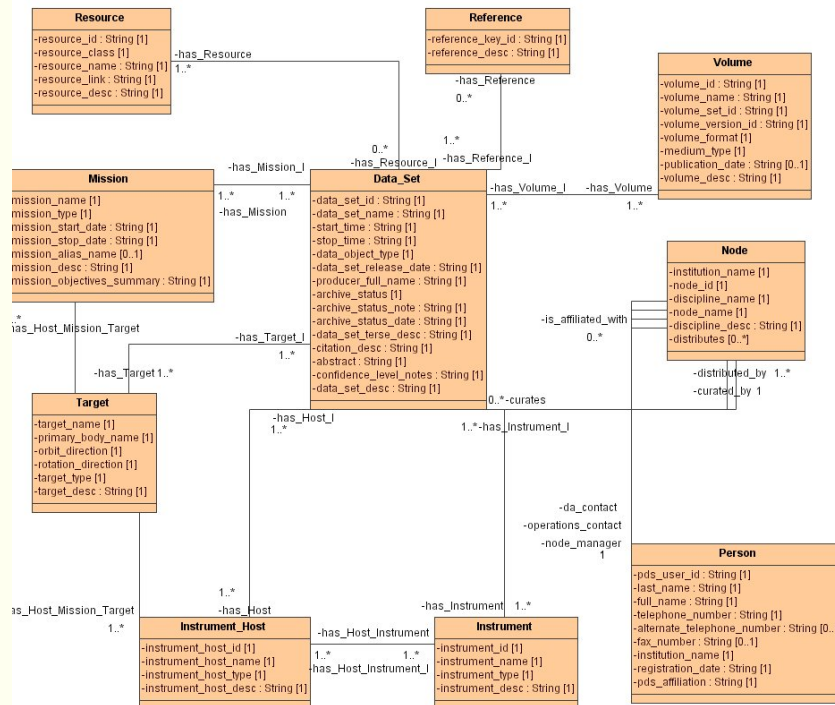 Resource
-resource_id : String [1]
-resource_class [1]
-resource_name : String [1]
-resource_link : String [1]
-resource_desc : String [1]
-has_Resource
1..*
0..*
-has_Resource_I
Reference
-reference_key_id : String [1]
-reference_desc : String [1]
-has_Reference
0..*
1..*
-has_Reference_I
Volume
-volume_id : String [1]
-volume_name : String [1]
-volume_set_id : String [1]
-volume_version_id : String [1]
-volume_format [1]
-medium_type [1]
-publication_date : String [0..1]
-volume_desc : String [1]
-has_Volume_I
1..*
-has_Volume
1..*
Mission
mission_name [1]
mission_type [1]
mission_start_date : String [1]
mission_stop_date : String [1]
mission_alias_name [0..1]
mission_desc : String [1]
mission_objectives_summary : String [1]
-has_Mission_I
1..*
1..*
-has_Mission
Data_Set
-data_set_id : String [1]
-data_set_name : String [1]
-start_time : String [1]
-stop_time : String [1]
-data_object_type [1]
-data_set_release_date : String [1]
-producer_full_name : String [1]
-archive_status [1]
-archive_status_note : String [1]
-archive_status_date : String [1]
-data_set_terse_desc : String [1]
-citation_desc : String [1]
-abstract : String [1]
-confidence_level_notes : String [1]
-data_set_desc : String [1]
Node
-institution_name [1]
-node_id [1]
-discipline_name [1]
-node_name [1]
-discipline_desc : String [1]
-distributes [0..*]
-is_affiliated_with
0..*
-distributed_by 1..*
-curated_by 1
0..* -curates
..*
has_Host_Mission_Target
-has_Target_I
1..*
-has_Target 1..*
Target
-target_name [1]
-primary_body_name [1]
-orbit_direction [1]
-rotation_direction [1]
-target_type [1]
-target_desc : String [1]
-has_Host_I
1..*
1..* -has_Instrument_I
-da_contact
-operations_contact
-node_manager
1
Person
-pds_user_id : String [1]
-last_name : String [1]
-full_name : String [1]
-telephone_number : String [1]
-alternate_telephone_number : String [0..
-fax_number : String [0..1]
-institution_name [1]
-registration_date : String [1]
-pds_affiliation : String [1]
has_Host_Mission_Target
1..*
1..*
-has_Host
Instrument_Host
-instrument_host_id [1]
-instrument_host_name [1]
-instrument_host_type [1]
-instrument_host_desc : String [1]
-has_Host_Instrument
1..*
1..*
-has_Host_Instrument_I
-has_Instrument 1..*
Instrument
-instrument_id [1]
-instrument_name [1]
-instrument_type [1]
-instrument_desc : String [1]